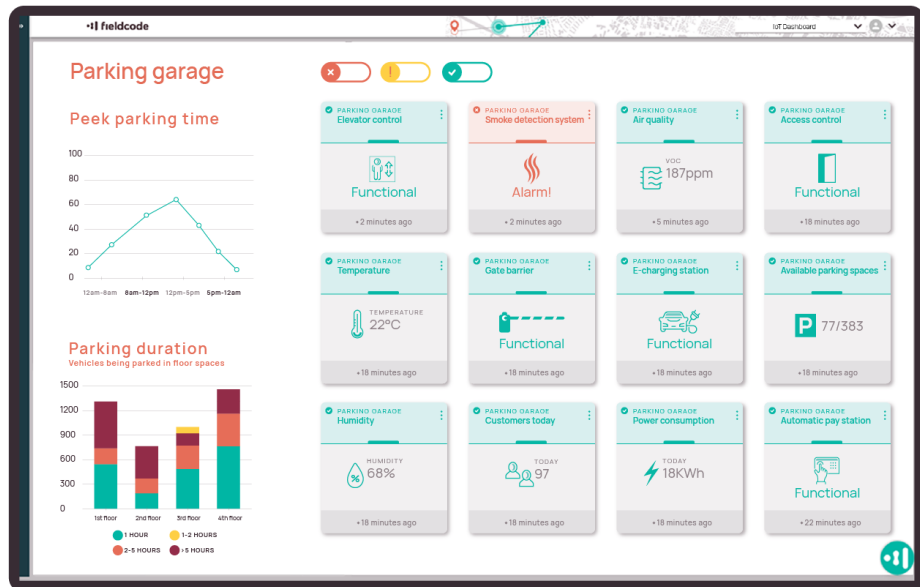 fieldcode
IoT Dashboard
Parking garage
Peek parking time
100
80
60
40
20
0
12am-8am 8am-12pm 12pm-5pm 5pm-12am
Parking duration
Vehicles being parked in floor spaces
1500
1200
900
600
300
0
1st floor 2nd floor 3rd floor 4th floor
1 HOUR 1-2 HOURS
2-5 HOURS >5 HOURS
PARKING GARAGE
Elevator control
Functional
•2 minutes ago
PARKING GARAGE
Smoke detection system
Alarm!
•2 minutes ago
PARKING GARAGE
Air quality
VOC
187ppm
•5 minutes ago
PARKING GARAGE
Access control
Functional
•18 minutes ago
PARKING GARAGE
Temperature
TEMPERATURE
22°C
•18 minutes ago
PARKING GARAGE
Gate barrier
Functional
•18 minutes ago
PARKING GARAGE
E-charging station
Functional
•18 minutes ago
PARKING GARAGE
Available parking spaces
P 77/383
•18 minutes ago
PARKING GARAGE
Humidity
HUMIDITY
% 68%
•18 minutes ago
PARKING GARAGE
Customers today
TODAY
97
•18 minutes ago
PARKING GARAGE
Power consumption
TODAY
18KWh
•18 minutes ago
PARKING GARAGE
Automatic pay station
Functional
•22 minutes ago